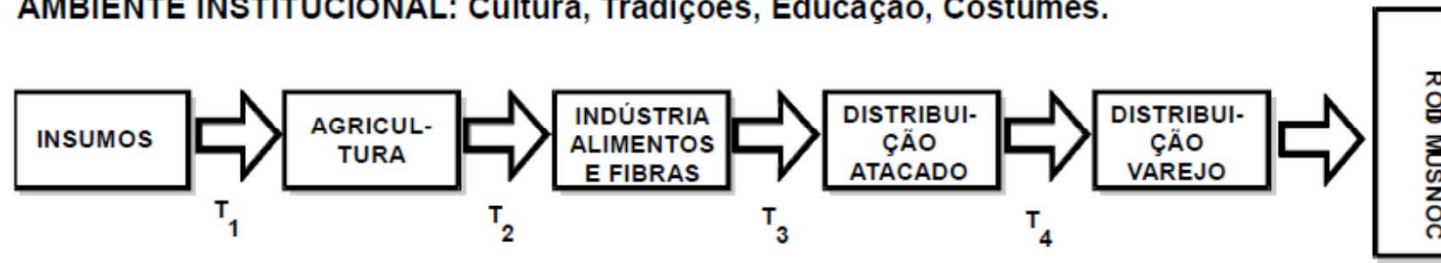 AMBIENTE INSTITUCIONAL: Cultura, Tradições, Educação, Costumes.
INSUMOS
AGRICUL-
TURA
INDÚSTRIA
ALIMENTOS
E FIBRAS
DISTRIBUI-
ÇÃO
ATACADO
DISTRIBUI-
ÇÃO
VAREJO
CONSUMIDOR
T1
T2
T3
T4